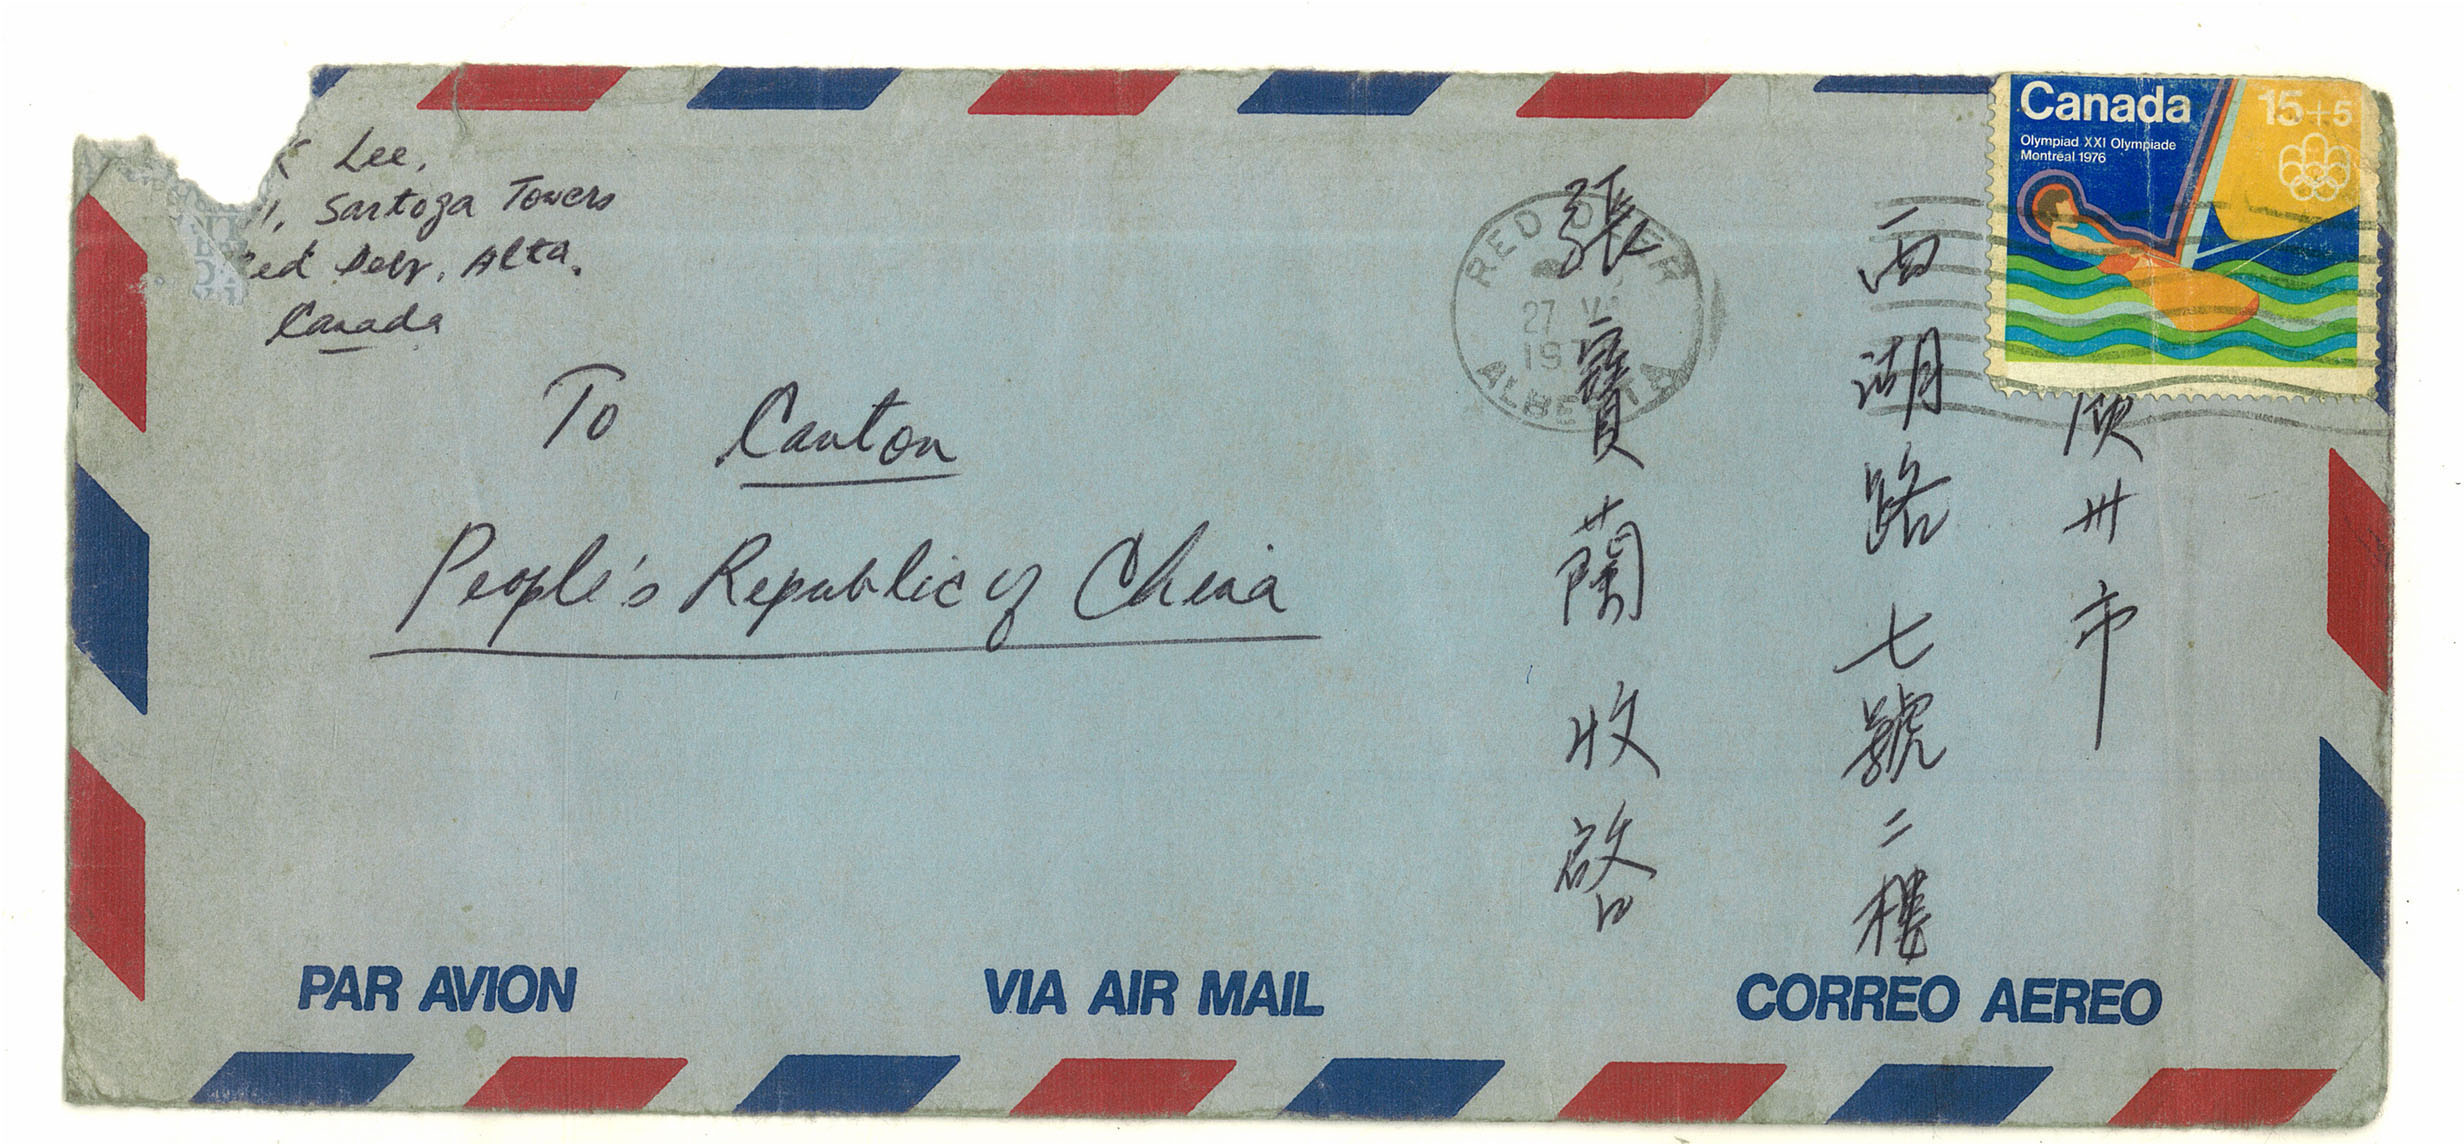 Lee,
Sartoga Towers
Red Deer, Alta.
Canada
To Canton
People's Republic of China
Canada 15+5
Olympiad XXI Olympiade
Montréal 1976
RED DEER
27
ALBERTA
州市
西湖路七號二樓
張寶蘭收啟
PAR AVION
VIA AIR MAIL
CORREO AEREO